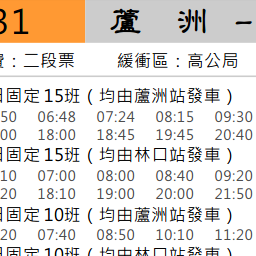 31 蘆 洲 -
費：二段票 緩衝區：高公局
日固定 15班（均由蘆洲站發車）
50 06:48 07:24 08:15 09:30
00 18:00 18:45 19:45 20:40
日固定 15班（均由林口站發車）
10 07:00 08:00 08:40 09:20
20 18:10 19:00 20:00 21:50
日固定 10班（均由蘆洲站發車）
20 07:40 08:50 10:10 11:20
日固定 10班（均由林口站發車）